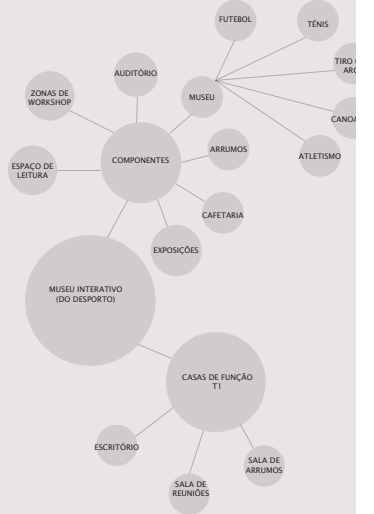 FUTEBOL
TÉNIS
AUDITÓRIO
ZONAS DE
WORKSHOP
MUSEU
ARRUMOS
COMPONENTES
ESPAÇO DE
LEITURA
ATLETISMO
CAFETARIA
EXPOSIÇÕES
MUSEU INTERATIVO
(DO DESPORTO)
CASAS DE FUNÇÃO
T1
ESCRITÓRIO
SALA DE
ARRUMOS
SALA DE
REUNIÕES
TIRO